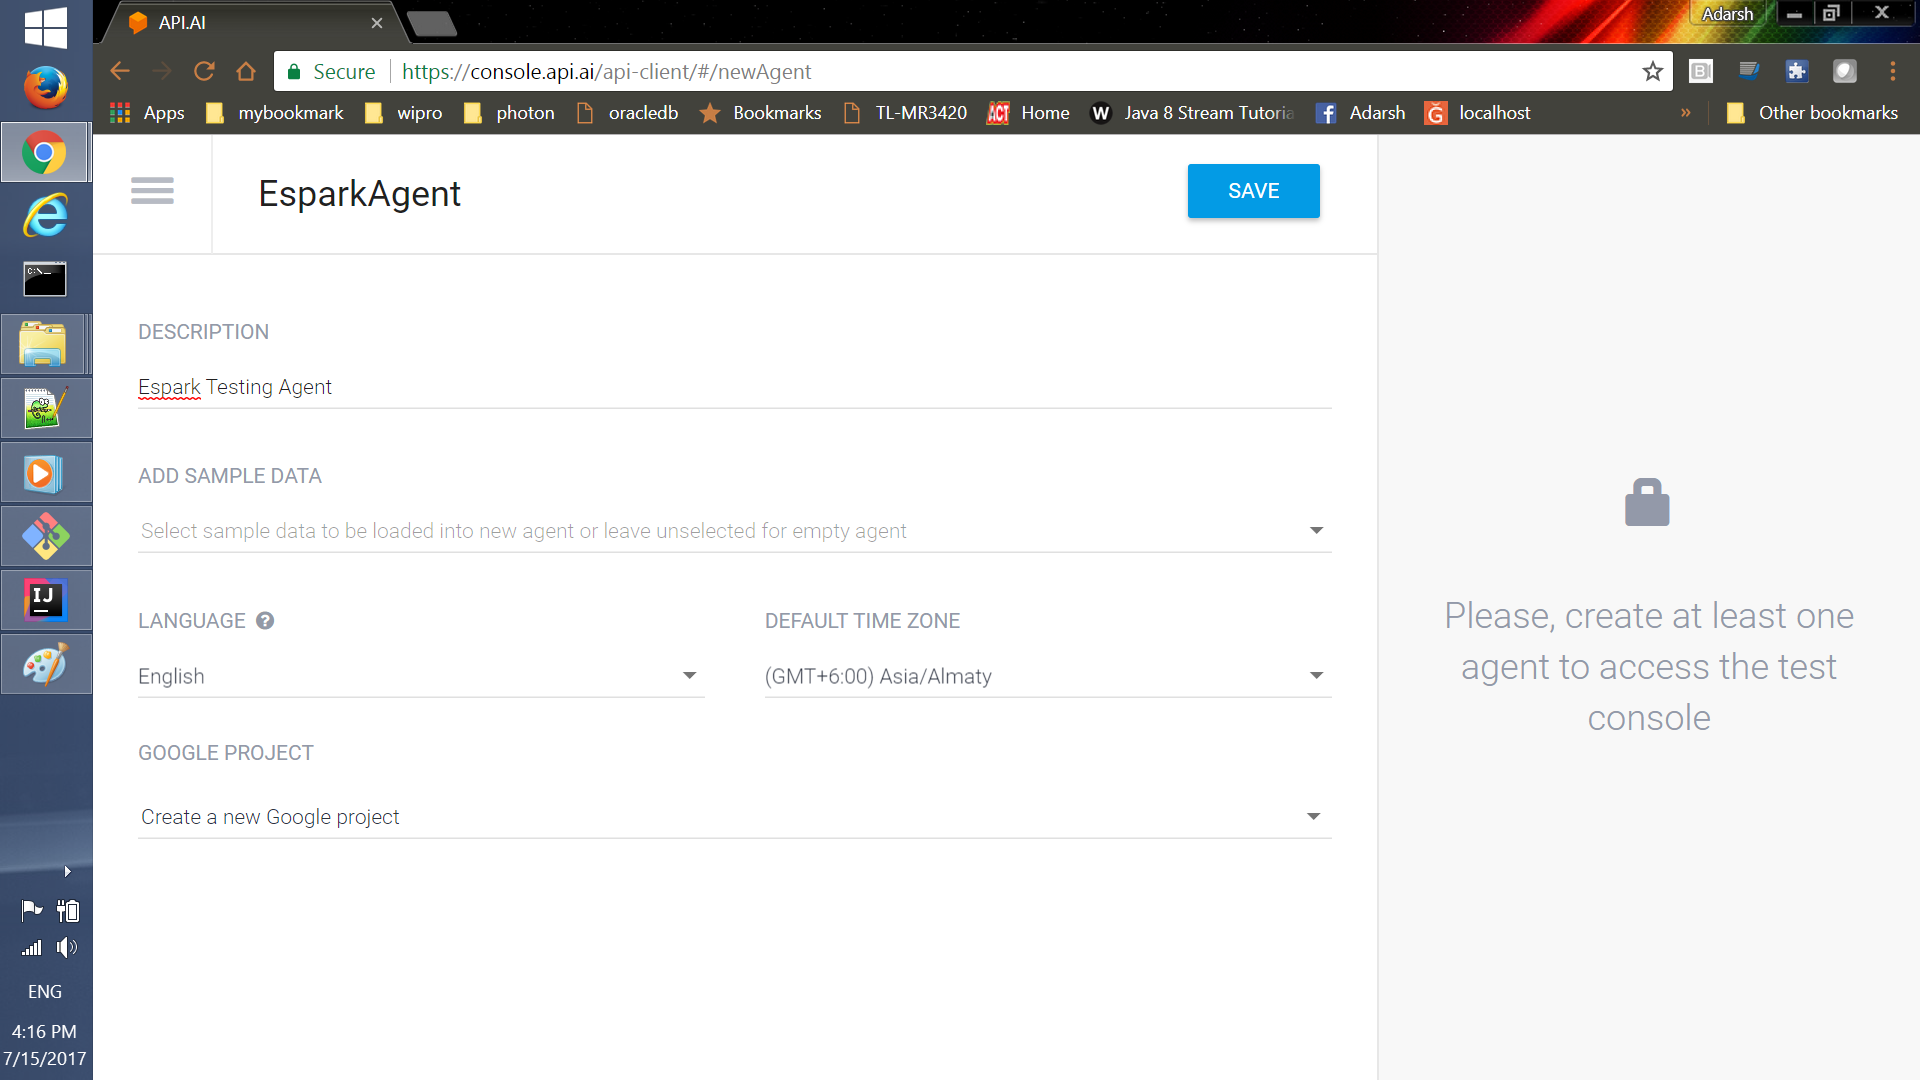 API.AI
Adarsh
Secure https://console.api.ai/api-client/#/newAgent
Apps mybookmark wipro photon oracledb Bookmarks TL-MR3420 ACT Home W Java 8 Stream Tutoria f Adarsh Ğ localhost » Other bookmarks
EsparkAgent
SAVE
DESCRIPTION
Espark Testing Agent
ADD SAMPLE DATA
Select sample data to be loaded into new agent or leave unselected for empty agent
LANGUAGE ?
DEFAULT TIME ZONE
English
(GMT+6:00) Asia/Almaty
GOOGLE PROJECT
Create a new Google project
Please, create at least one
agent to access the test
console
C:\_
IJ
ENG
4:16 PM
7/15/2017